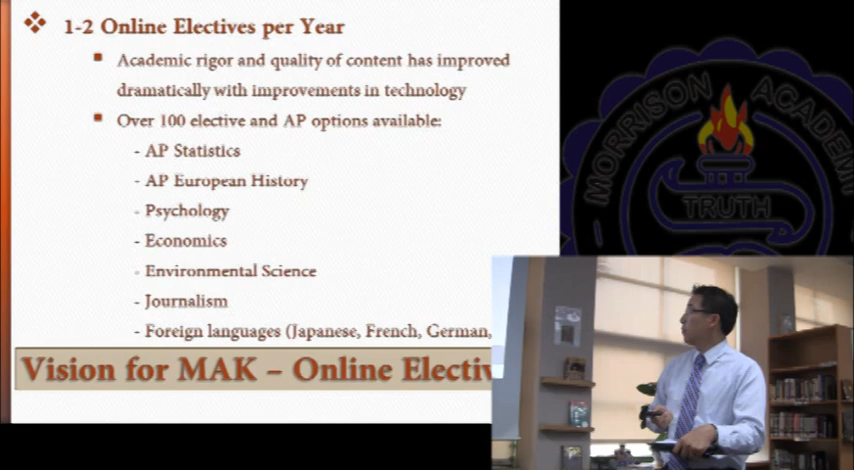 1-2 Online Electives per Year
Academic rigor and quality of content has improved
dramatically with improvements in technology
Over 100 elective and AP options available:
- AP Statistics
- AP European History
- Psychology
- Economics
- Environmental Science
- Journalism
- Foreign languages (Japanese, French, German,
Vision for MAK – Online Electiv
MORRISON ACADEMY
TRUTH